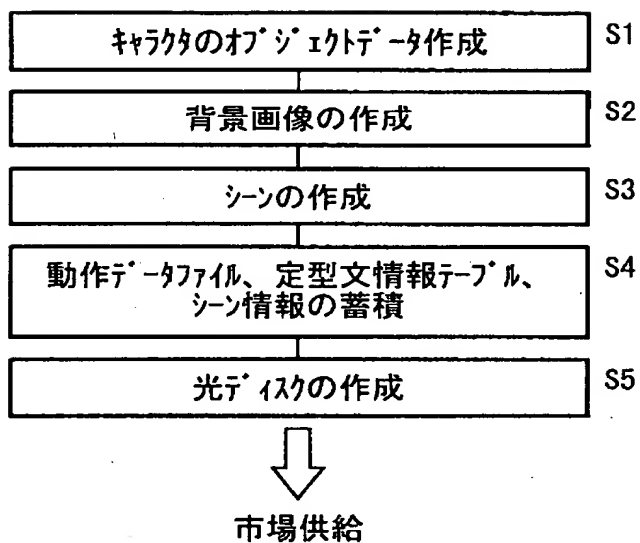 ｷｬﾗｸﾀのｵﾌﾞｼﾞｪｸﾄﾃﾞｰﾀ作成 S1
背景画像の作成 S2
ｼｰﾝの作成 S3
動作ﾃﾞｰﾀﾌｧｲﾙ、定型文情報ﾃｰﾌﾞﾙ、 S4
ｼｰﾝ情報の蓄積
光ﾃﾞｨｽｸの作成 S5
市場供給